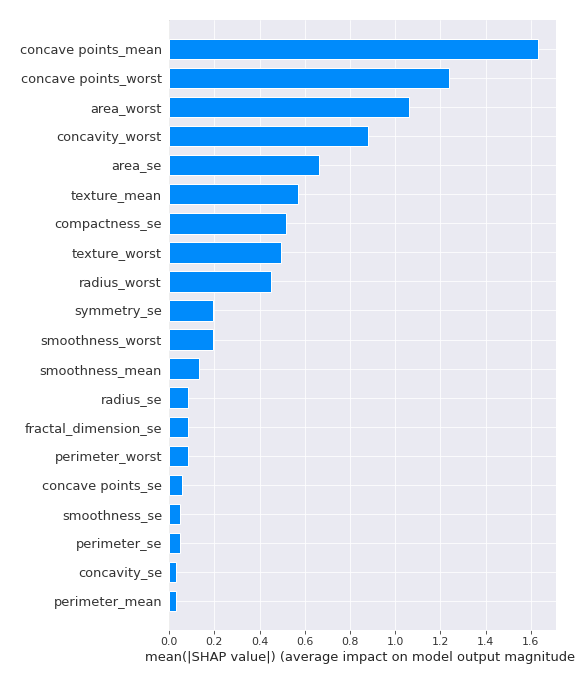 concave points_mean
concave points_worst
area_worst
concavity_worst
area_se
texture_mean
compactness_se
texture_worst
radius_worst
symmetry_se
smoothness_worst
smoothness_mean
radius_se
fractal_dimension_se
perimeter_worst
concave points_se
smoothness_se
perimeter_se
concavity_se
perimeter_mean
0.0 0.2 0.4 0.6 0.8 1.0 1.2 1.4 1.6
mean(|SHAP value|) (average impact on model output magnitude